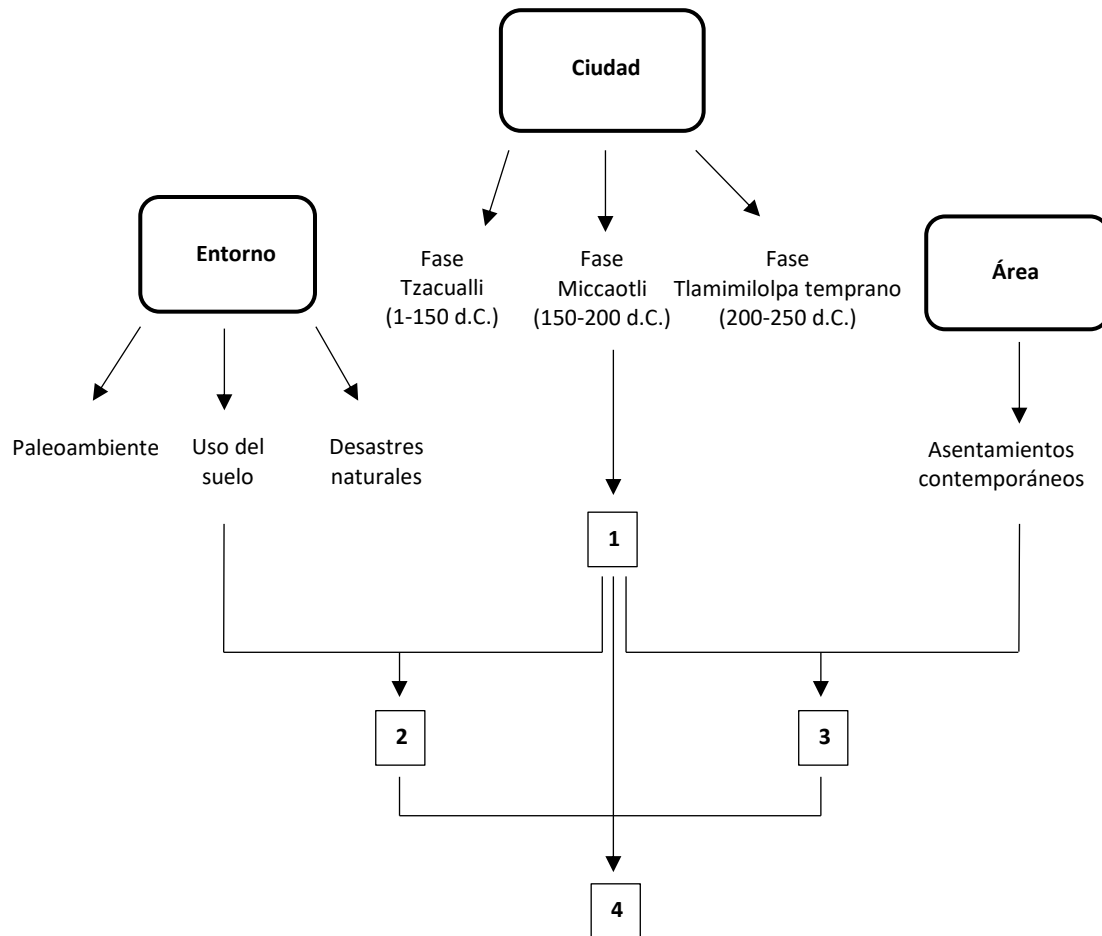 Ciudad
Entorno
Fase
Tzacualli
(1-150 d.C.)
Fase
Miccaotli
(150-200 d.C.)
Fase
Tlamimilolpa temprano
(200-250 d.C.)
Área
Paleoambiente
Uso del
suelo
Desastres
naturales
Asentamientos
contemporáneos
1
2
3
4